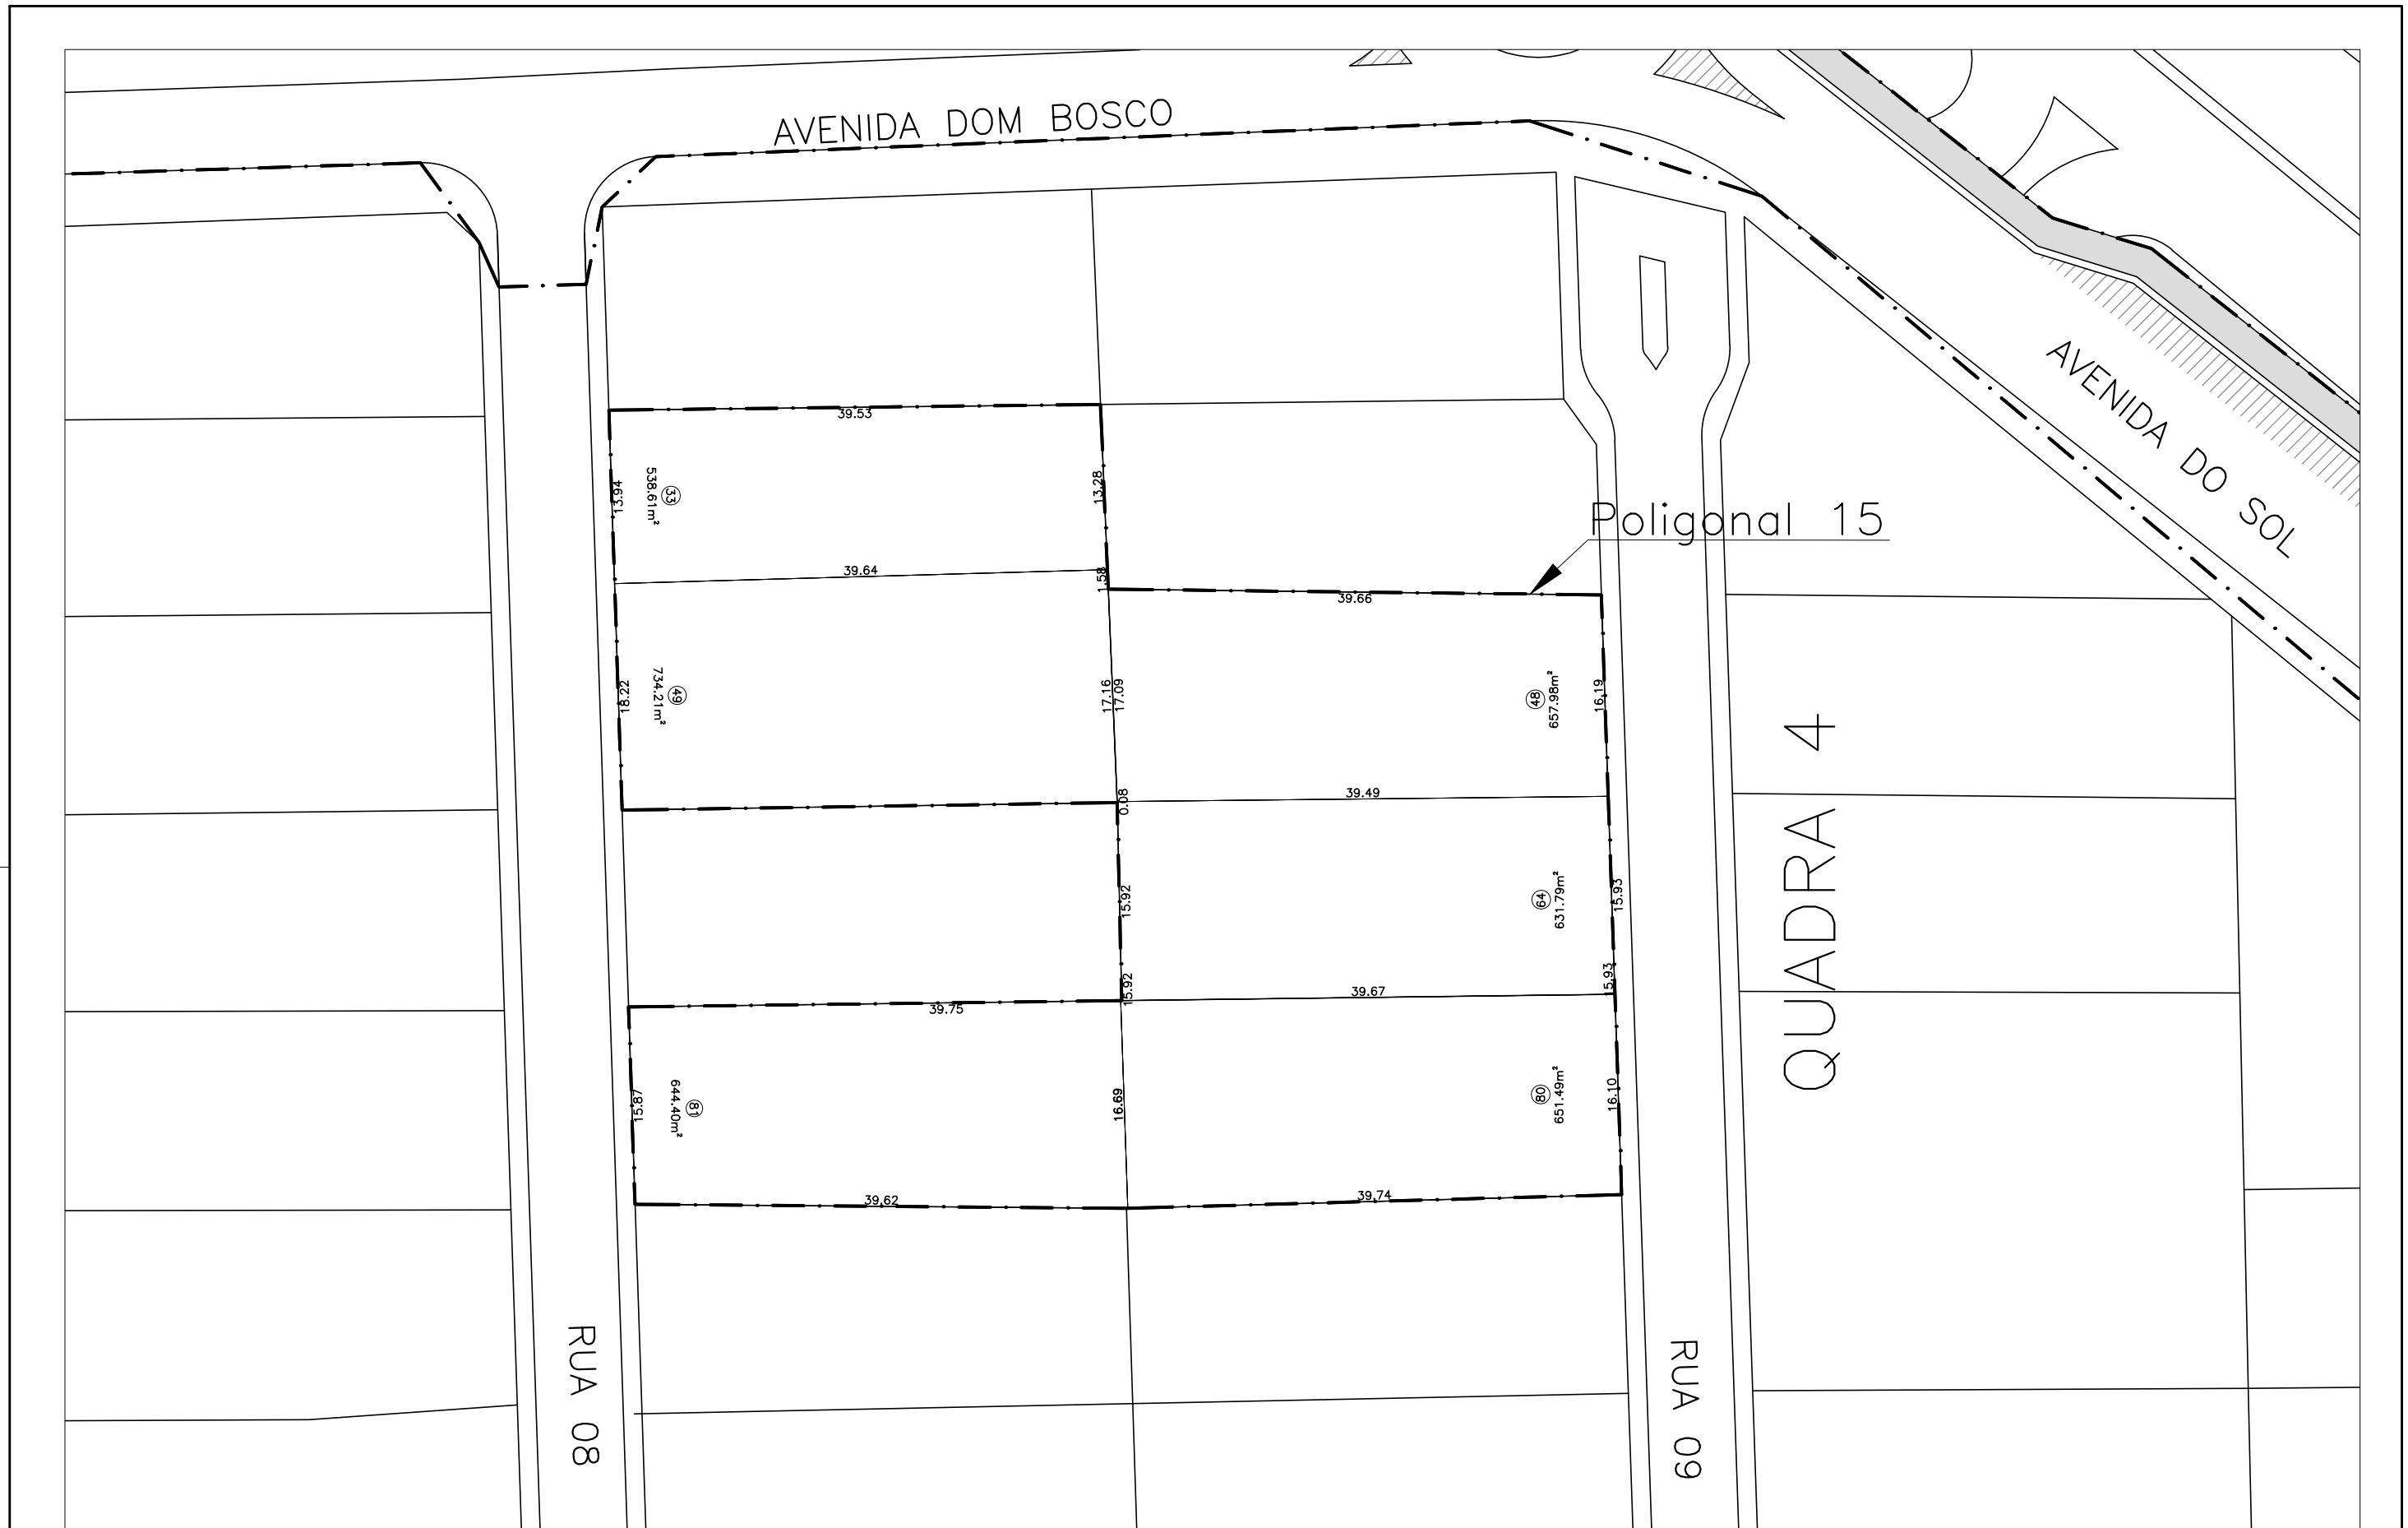 AVENIDA DOM BOSCO
AVENIDA DO SOL
39.53
13.94
33
538.61m²
13.28
Poligonal 15
39.64
1.58
39.66
18.22
49
734.21m²
17.16
17.09
48
657.98m²
16.19
QUADRA 4
0.08
39.49
15.92
64
631.79m²
15.93
15.92
39.75
39.67
15.93
15.87
81
644.40m²
16.69
80
651.49m²
16.10
39.62
39.74
RUA 08
RUA 09